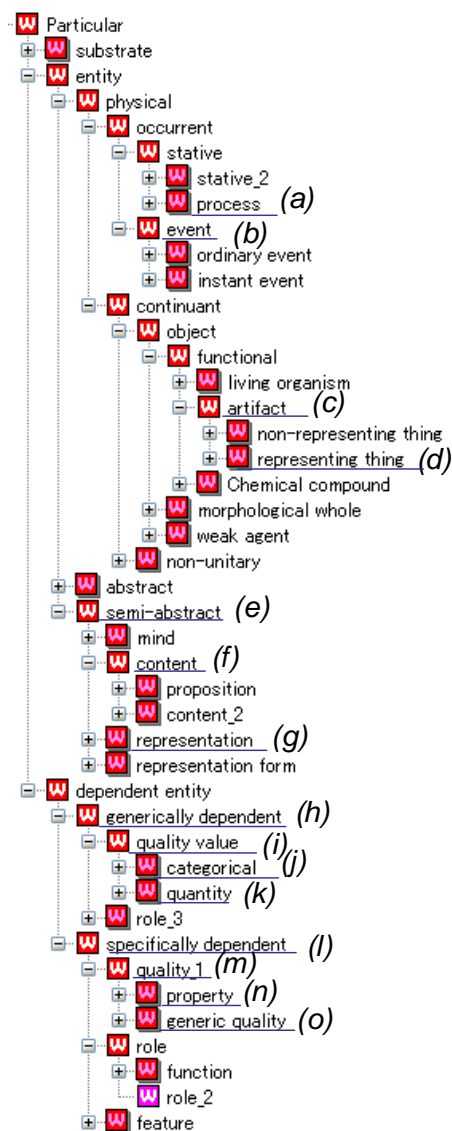 Particular
substrate
entity
physical
occurrent
stative
stative_2
process (a)
event (b)
ordinary event
instant event
continuant
object
functional
living organism
artifact (c)
non-representing thing
representing thing (d)
Chemical compound
morphological whole
weak agent
non-unitary
abstract
semi-abstract (e)
mind
content (f)
proposition
content_2
representation (g)
representation form
dependent entity
generically dependent (h)
quality value (i)
categorical (j)
quantity (k)
role_3
specifically dependent (l)
quality_1 (m)
property (n)
generic quality (o)
role
function
role_2
feature